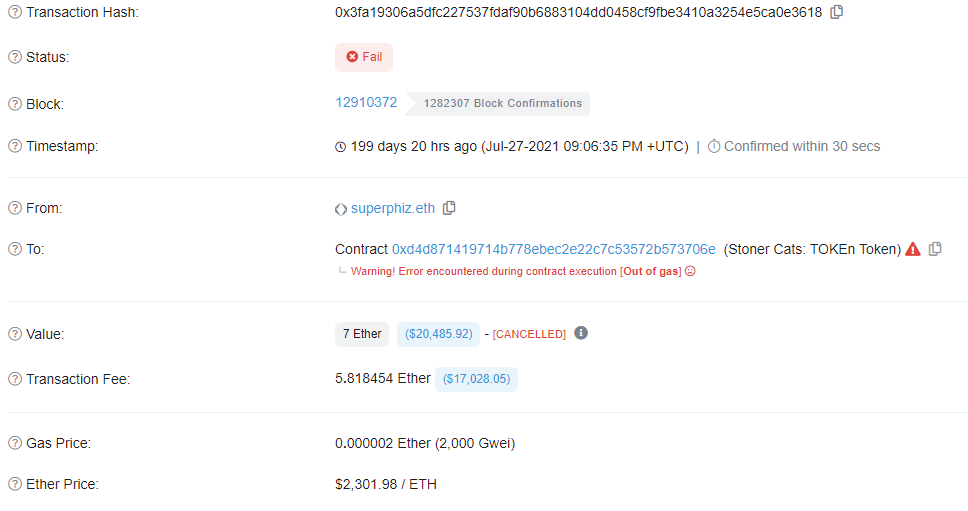 Transaction Hash: 0x3fa19306a5dfc227537fdaf90b6883104dd0458cf9fbe3410a3254e5ca0e3618
Status: Fail
Block: 12910372 1282307 Block Confirmations
Timestamp: 199 days 20 hrs ago (Jul-27-2021 09:06:35 PM +UTC) | Confirmed within 30 secs
From: superphiz.eth
To: Contract 0xd4d871419714b778ebec2e22c7c53572b573706e (Stoner Cats: TOKEn Token)
Warning! Error encountered during contract execution [Out of gas]
Value: 7 Ether ($20,485.92) - [CANCELLED]
Transaction Fee: 5.818454 Ether ($17,028.05)
Gas Price: 0.000002 Ether (2,000 Gwei)
Ether Price: $2,301.98 / ETH